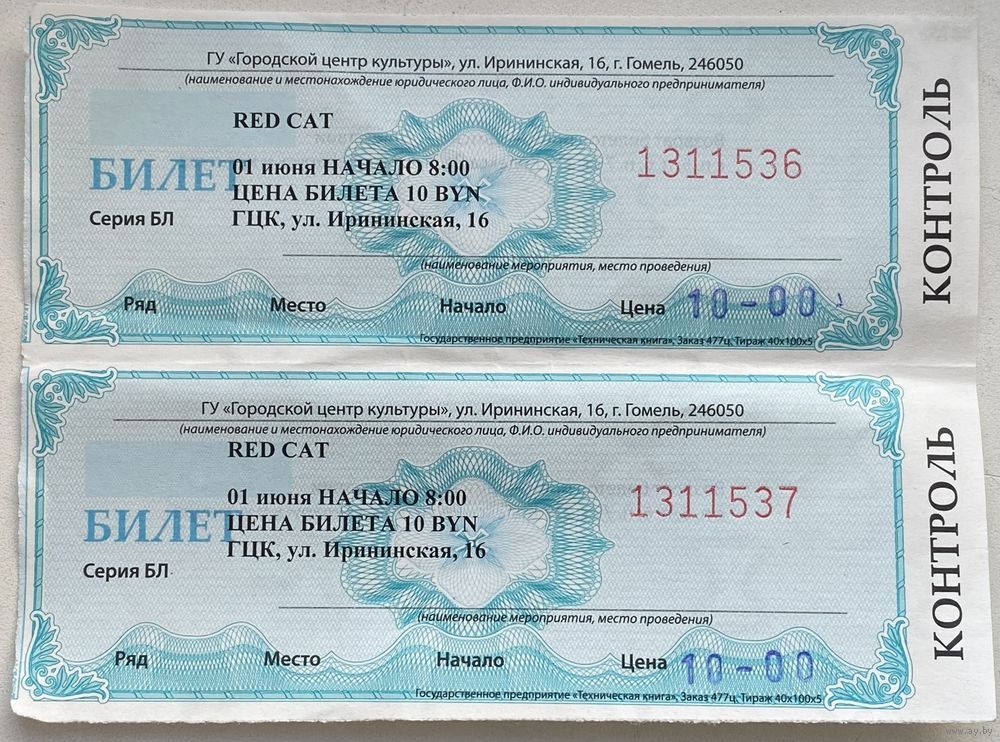 ГУ «Городской центр культуры», ул. Ирининская, 16, г. Гомель, 246050
(наименование и местонахождение юридического лица, Ф.И.О. индивидуального предпринимателя)
RED CAT
01 июня НАЧАЛО 8:00
1311536
БИЛЕТ
ЦЕНА БИЛЕТА 10 BYN
Серия БЛ
ГЦК, ул. Ирининская, 16
(наименование мероприятия, место проведения)
Ряд Место Начало Цена 10-00
Государственное предприятие «Техническая книга», Заказ 477ц, Тираж 40х100х5
КОНТРОЛЬ
ГУ «Городской центр культуры», ул. Ирининская, 16, г. Гомель, 246050
(наименование и местонахождение юридического лица, Ф.И.О. индивидуального предпринимателя)
RED CAT
01 июня НАЧАЛО 8:00
1311537
БИЛЕТ
ЦЕНА БИЛЕТА 10 BYN
ГЦК, ул. Ирининская, 16
Серия БЛ
(наименование мероприятия, место проведения)
Ряд Место Начало Цена 10-00
Государственное предприятие «Техническая книга», Заказ 477ц, Тираж 40х100х5
КОНТРОЛЬ
www.ay.by